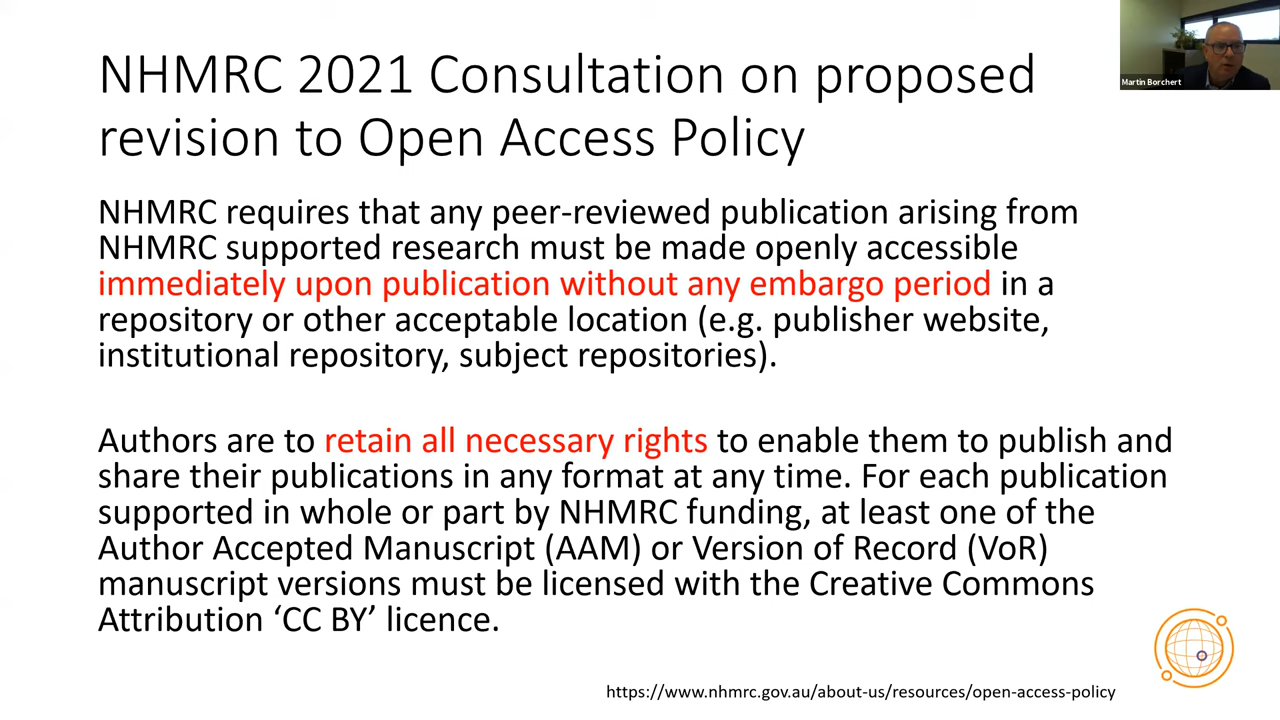 NHMRC 2021 Consultation on proposed
revision to Open Access Policy
Martin Borchert
NHMRC requires that any peer-reviewed publication arising from
NHMRC supported research must be made openly accessible
immediately upon publication without any embargo period in a
repository or other acceptable location (e.g. publisher website,
institutional repository, subject repositories).
Authors are to retain all necessary rights to enable them to publish and
share their publications in any format at any time. For each publication
supported in whole or part by NHMRC funding, at least one of the
Author Accepted Manuscript (AAM) or Version of Record (VoR)
manuscript versions must be licensed with the Creative Commons
Attribution ‘CC BY’ licence.
https://www.nhmrc.gov.au/about-us/resources/open-access-policy